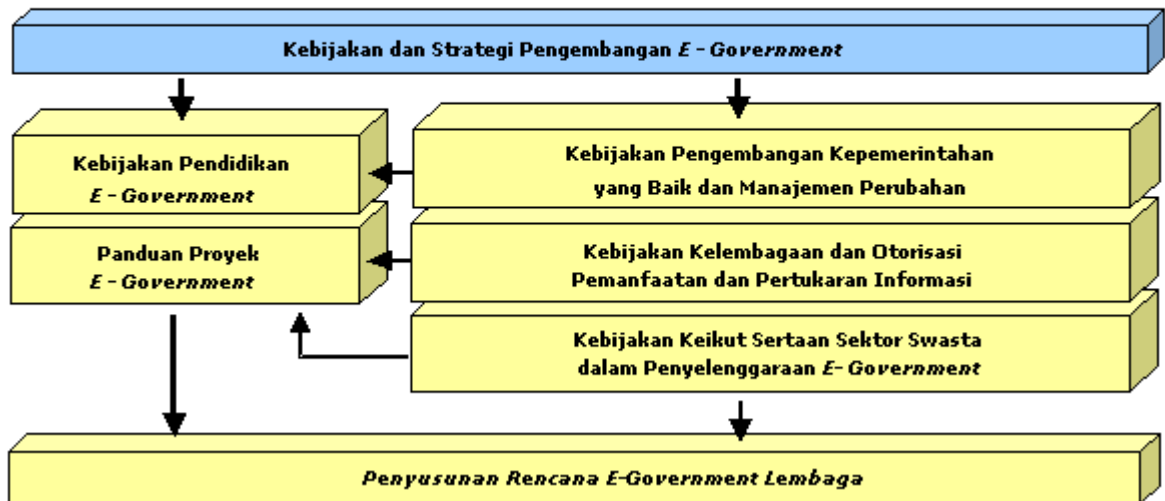 Kebijakan dan Strategi Pengembangan E - Government
Kebijakan Pendidikan
E - Government
Kebijakan Pengembangan Kepemerintahan
yang Baik dan Manajemen Perubahan
Panduan Proyek
E - Government
Kebijakan Kelembagaan dan Otorisasi
Pemanfaatan dan Pertukaran Informasi
Kebijakan Keikut Sertaan Sektor Swasta
dalam Penyelenggaraan E- Government
Penyusunan Rencana E-Government Lembaga